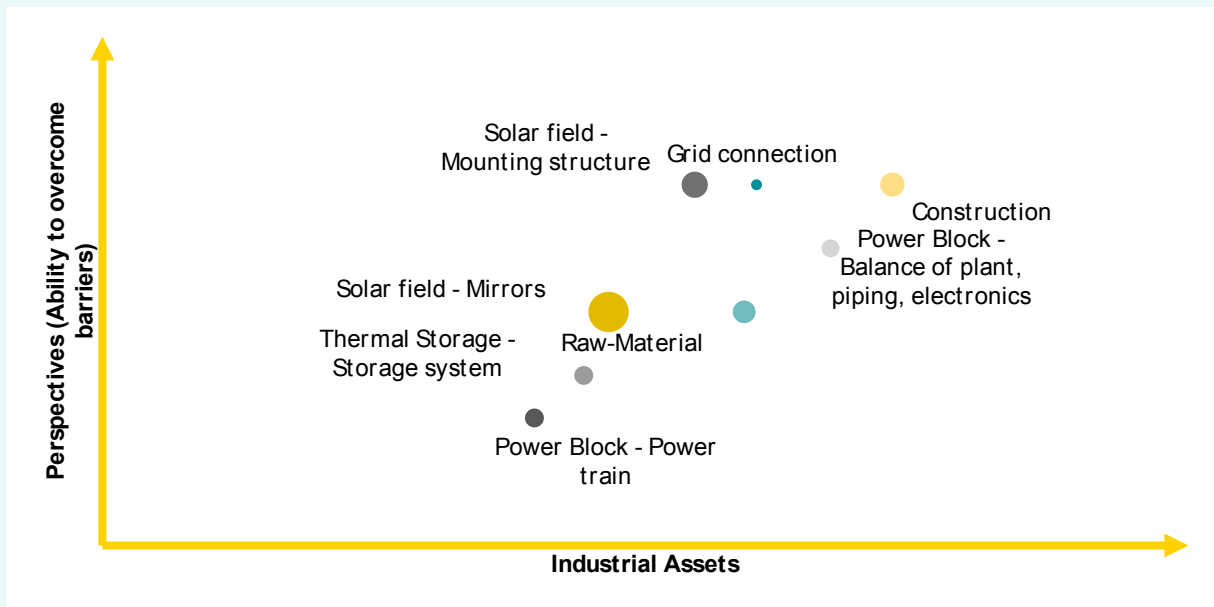 Perspectives (Ability to overcome
barriers)
Solar field -
Mounting structure
Grid connection
Construction
Power Block -
Balance of plant,
piping, electronics
Solar field - Mirrors
Thermal Storage -
Storage system
Raw-Material
Power Block - Power
train
Industrial Assets